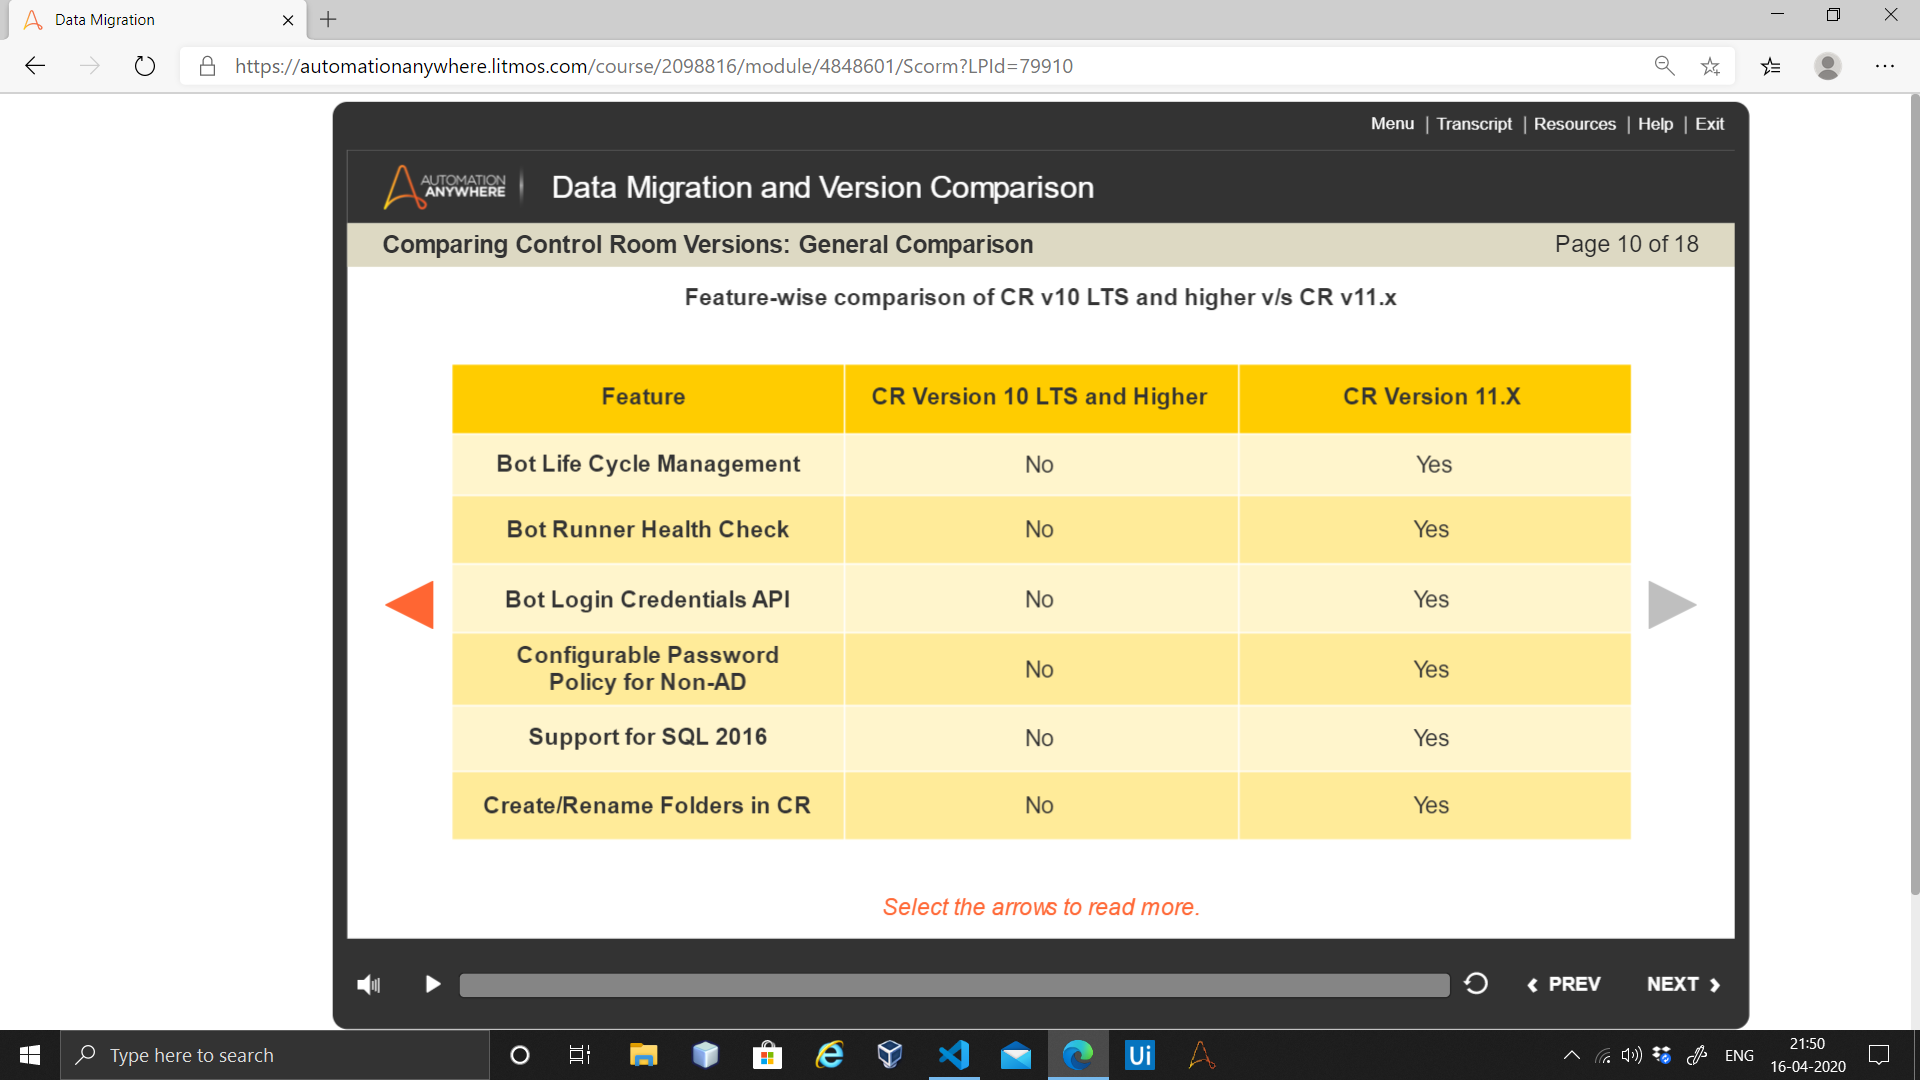 Data Migration
https://automationanywhere.litmos.com/course/2098816/module/4848601/Scorm?LPId=79910
Menu | Transcript | Resources | Help | Exit
AUTOMATION
ANYWHERE
Data Migration and Version Comparison
Comparing Control Room Versions: General Comparison Page 10 of 18
Feature-wise comparison of CR v10 LTS and higher v/s CR v11.x
Feature CR Version 10 LTS and Higher CR Version 11.X
Bot Life Cycle Management No Yes
Bot Runner Health Check No Yes
Bot Login Credentials API No Yes
Configurable Password
Policy for Non-AD No Yes
Support for SQL 2016 No Yes
Create/Rename Folders in CR No Yes
Select the arrows to read more.
PREV NEXT
Type here to search
Ui
ENG
21:50
16-04-2020